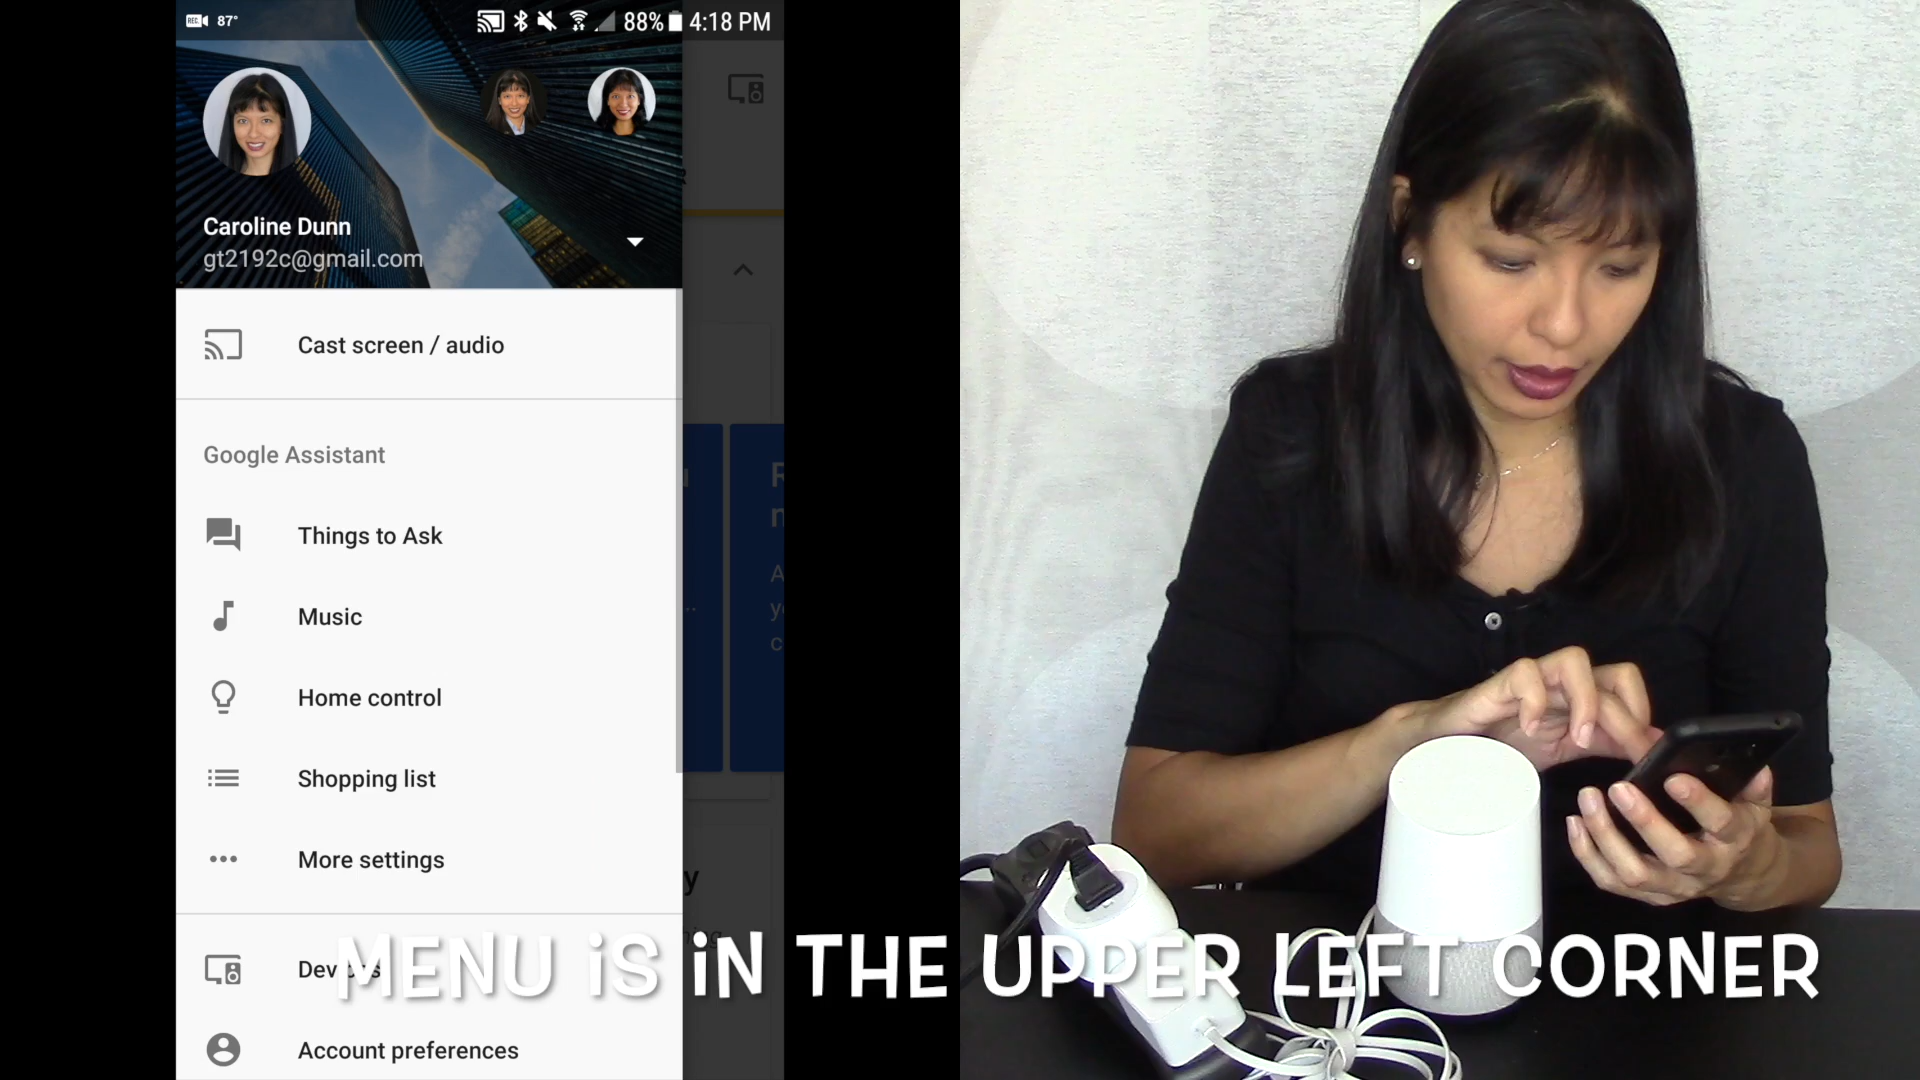 REC 87° 88% 4:18 PM
Caroline Dunn
gt2192c@gmail.com
Cast screen / audio
Google Assistant
Things to Ask
Music
Home control
Shopping list
More settings
MENU iS iN THE UPPER LEFT CORNER
Account preferences